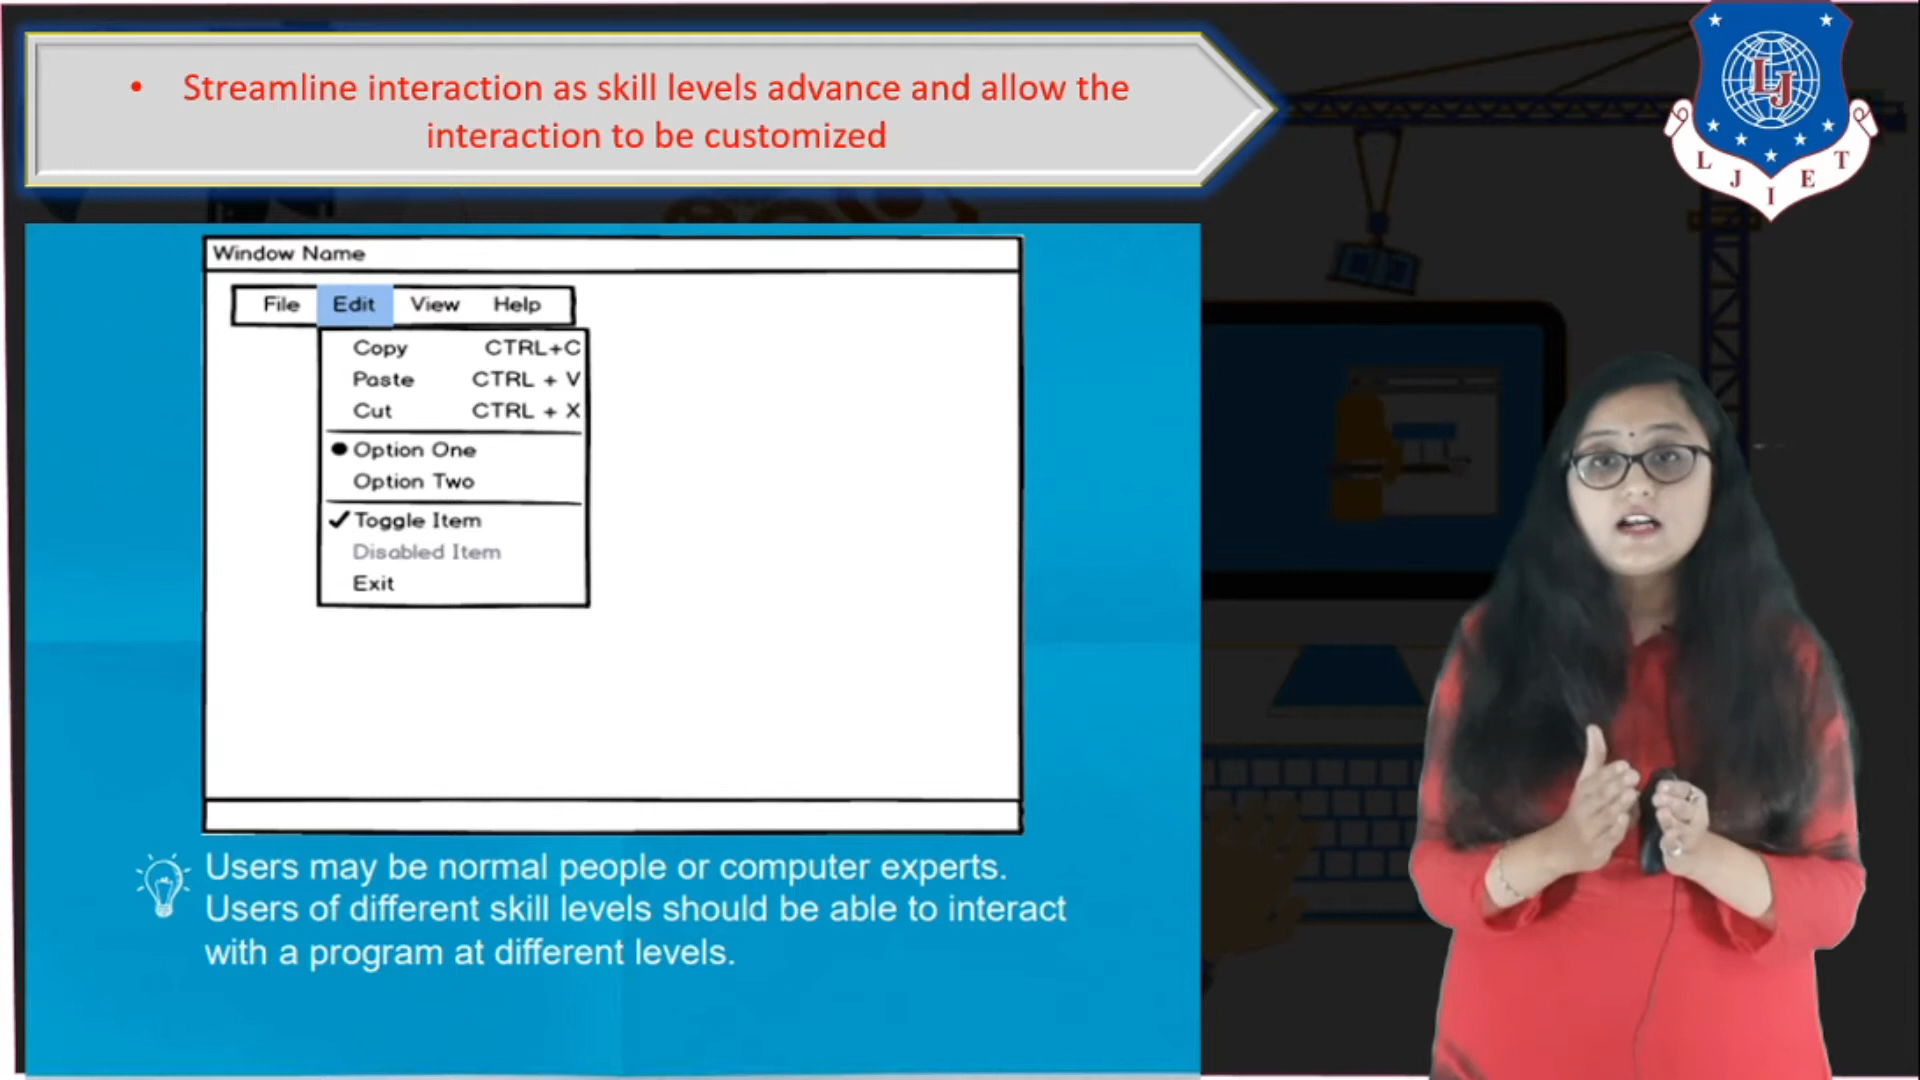 • Streamline interaction as skill levels advance and allow the
interaction to be customized
LJ
L J I E T
Window Name
File Edit View Help
Copy CTRL+C
Paste CTRL + V
Cut CTRL + X
Option One
Option Two
Toggle Item
Disabled Item
Exit
Users may be normal people or computer experts.
Users of different skill levels should be able to interact
with a program at different levels.